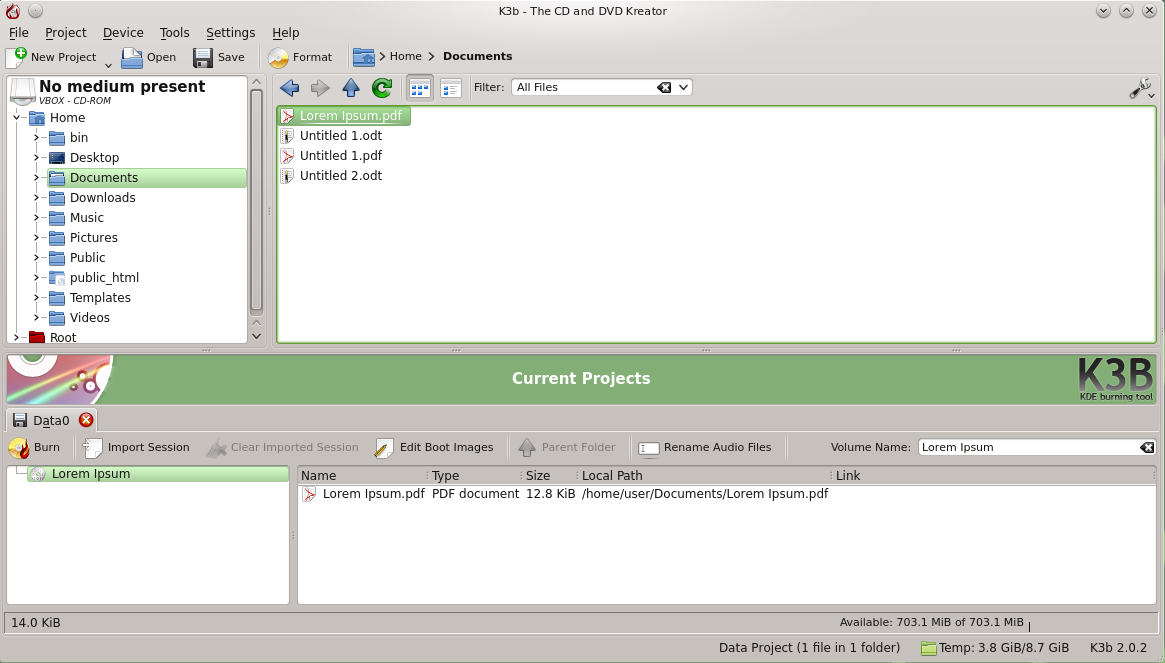 K3b - The CD and DVD Kreator
File Project Device Tools Settings Help
New Project Open Save Format Home Documents
No medium present
VBOX - CD-ROM
Filter: All Files
Home
bin
Desktop
Documents
Downloads
Music
Pictures
Public
public_html
Templates
Videos
Root
Lorem Ipsum.pdf
Untitled 1.odt
Untitled 1.pdf
Untitled 2.odt
Current Projects
K3B
KDE burning tool
Data0
Burn Import Session Clear Imported Session Edit Boot Images Parent Folder Rename Audio Files Volume Name: Lorem Ipsum
Lorem Ipsum
Name Type Size Local Path Link
Lorem Ipsum.pdf PDF document 12.8 KiB /home/user/Documents/Lorem Ipsum.pdf
14.0 KiB Available: 703.1 MiB of 703.1 MiB
Data Project (1 file in 1 folder) Temp: 3.8 GiB/8.7 GiB K3b 2.0.2